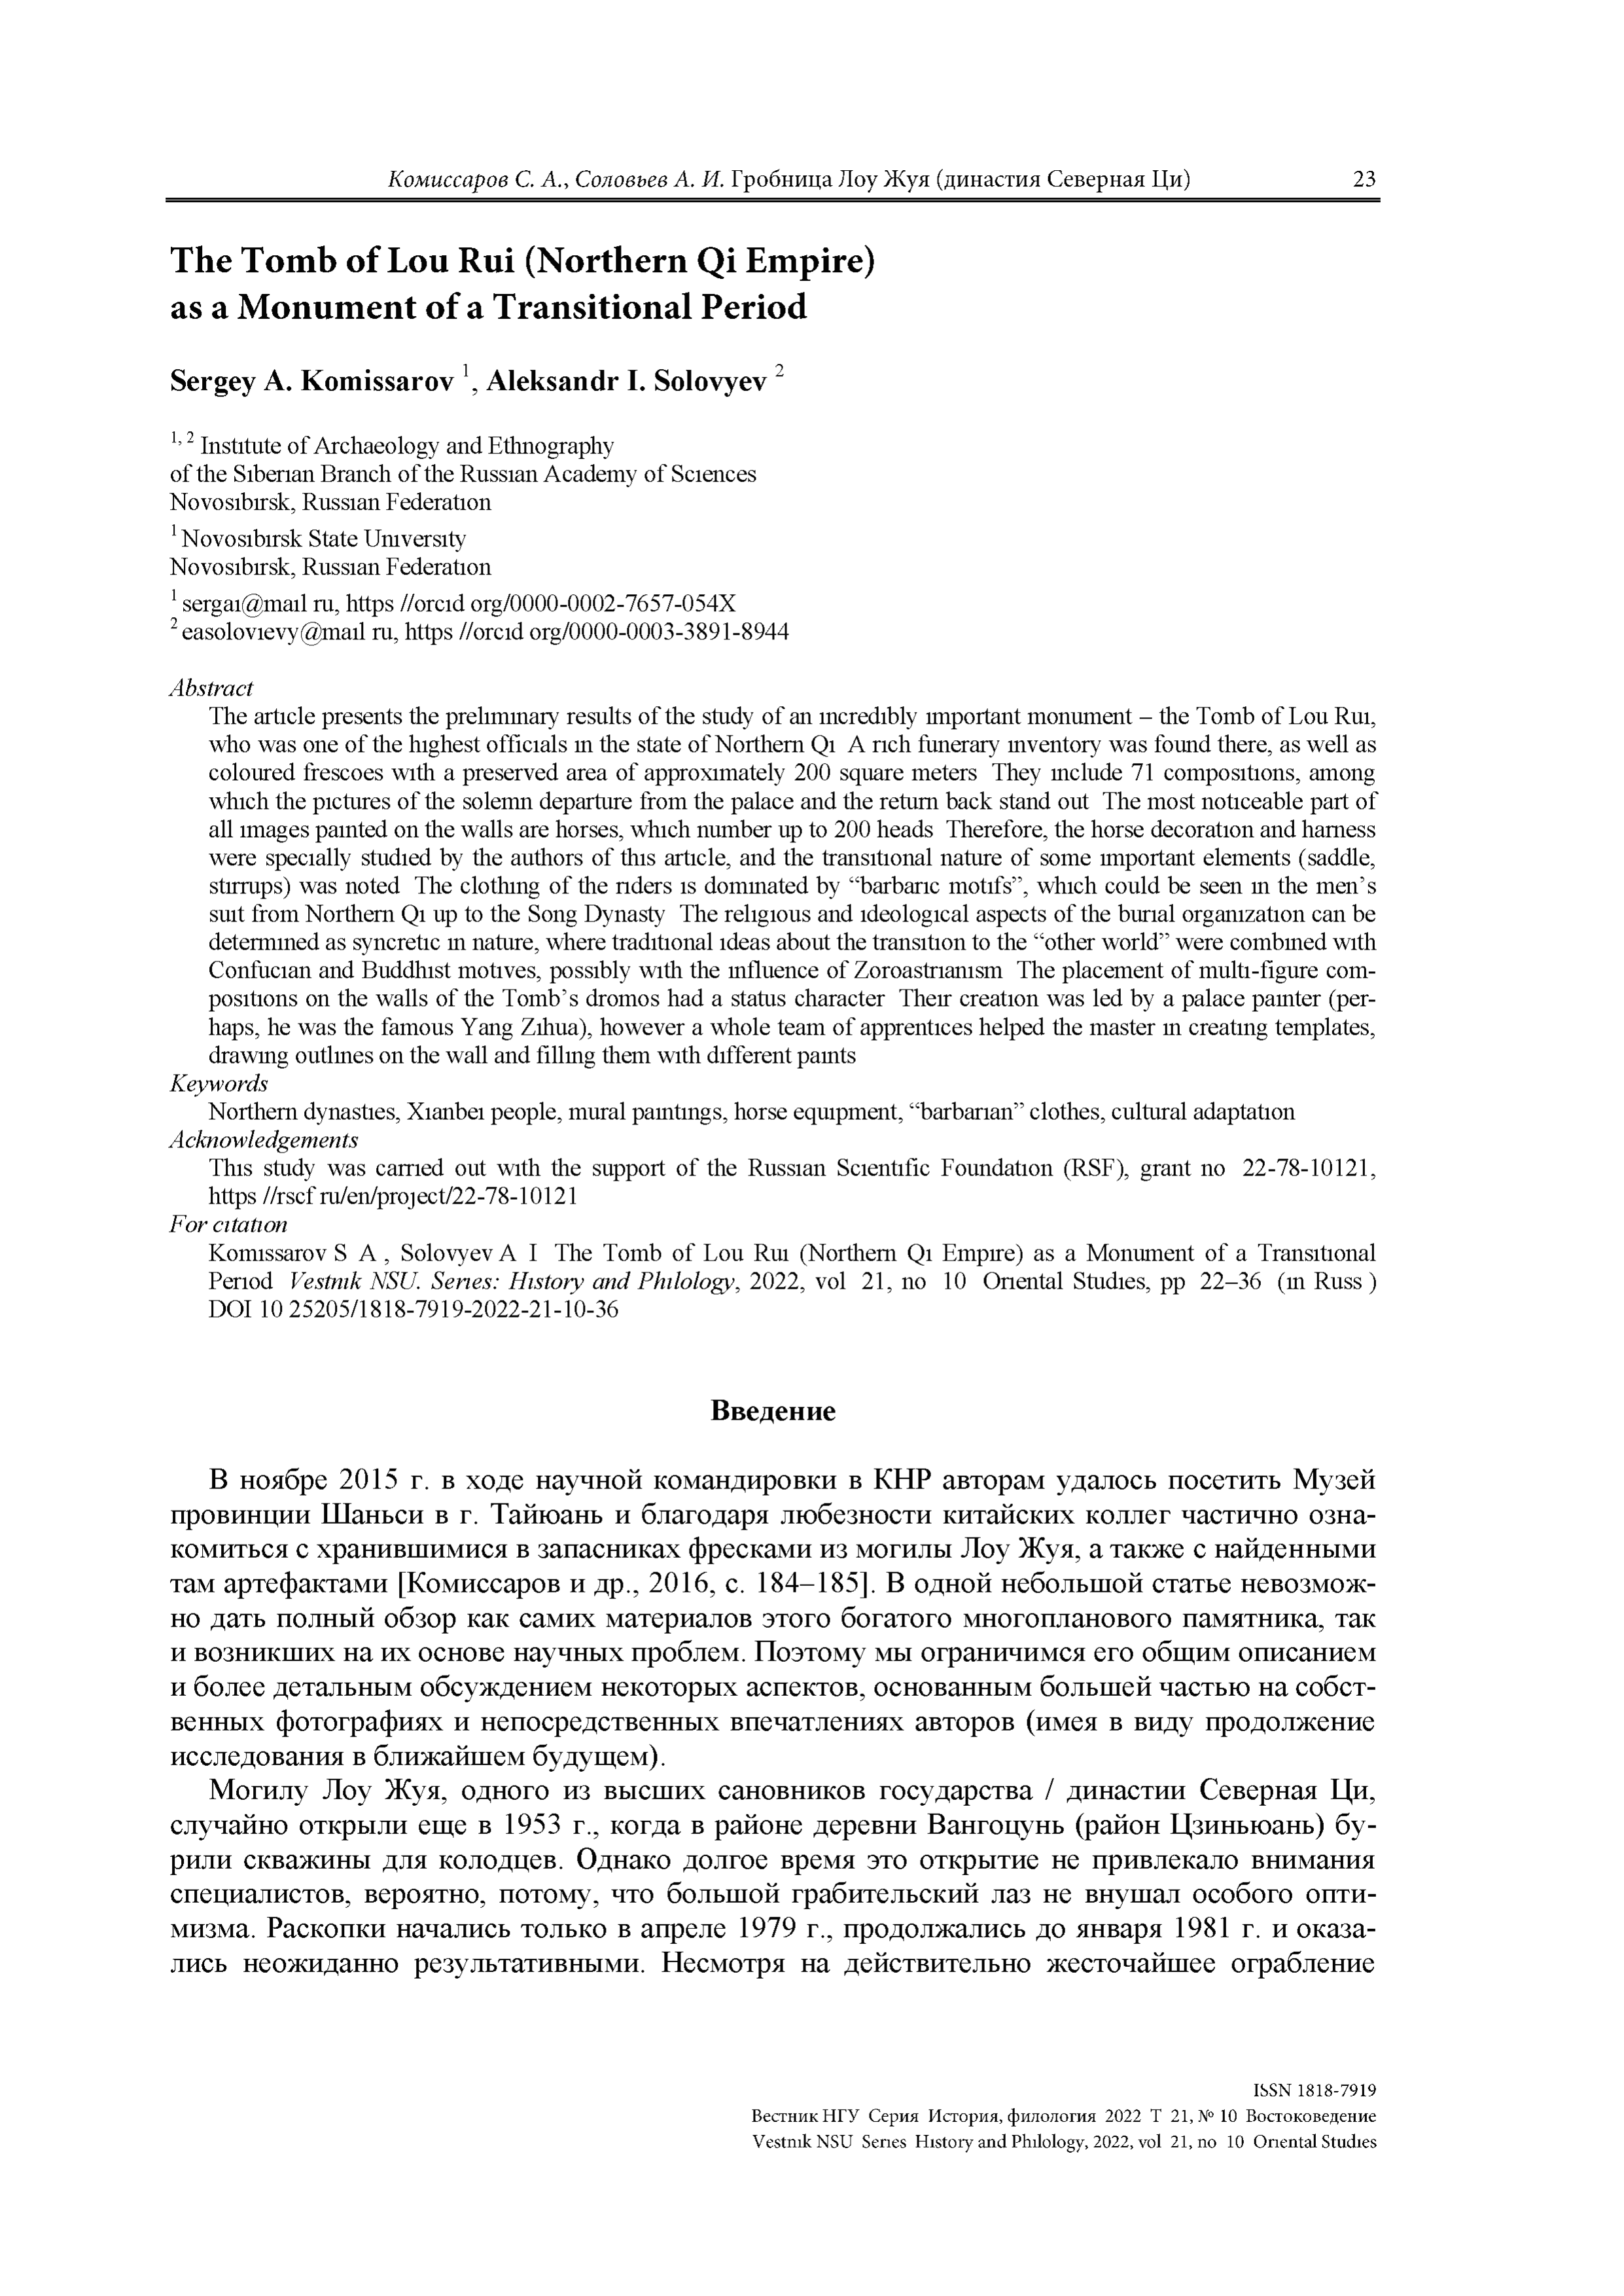 Комиссаров С. А., Соловьев А. И. Гробница Лоу Жуя (династия Северная Ци) 23
The Tomb of Lou Rui (Northern Qi Empire)
as a Monument of a Transitional Period
Sergey A. Komissarov 1, Aleksandr I. Solovyev 2
1, 2 Institute of Archaeology and Ethnography
of the Siberian Branch of the Russian Academy of Sciences
Novosibirsk, Russian Federation
1 Novosibirsk State University
Novosibirsk, Russian Federation
1 sergai@mail ru, https //orcid org/0000-0002-7657-054X
2 easolovievy@mail ru, https //orcid org/0000-0003-3891-8944
Abstract
The article presents the preliminary results of the study of an incredibly important monument – the Tomb of Lou Rui,
who was one of the highest officials in the state of Northern Qi A rich funerary inventory was found there, as well as
coloured frescoes with a preserved area of approximately 200 square meters They include 71 compositions, among
which the pictures of the solemn departure from the palace and the return back stand out The most noticeable part of
all images painted on the walls are horses, which number up to 200 heads Therefore, the horse decoration and harness
were specially studied by the authors of this article, and the transitional nature of some important elements (saddle,
stirrups) was noted The clothing of the riders is dominated by “barbaric motifs”, which could be seen in the men’s
suit from Northern Qi up to the Song Dynasty The religious and ideological aspects of the burial organization can be
determined as syncretic in nature, where traditional ideas about the transition to the “other world” were combined with
Confucian and Buddhist motives, possibly with the influence of Zoroastrianism The placement of multi-figure com-
positions on the walls of the Tomb’s dromos had a status character Their creation was led by a palace painter (per-
haps, he was the famous Yang Zihua), however a whole team of apprentices helped the master in creating templates,
drawing outlines on the wall and filling them with different paints
Keywords
Northern dynasties, Xianbei people, mural paintings, horse equipment, “barbarian” clothes, cultural adaptation
Acknowledgements
This study was carried out with the support of the Russian Scientific Foundation (RSF), grant no 22-78-10121,
https //rscf ru/en/project/22-78-10121
For citation
Komissarov S A , Solovyev A I The Tomb of Lou Rui (Northern Qi Empire) as a Monument of a Transitional
Period Vestnik NSU. Series: History and Philology, 2022, vol 21, no 10 Oriental Studies, pp 22–36 (in Russ )
DOI 10 25205/1818-7919-2022-21-10-36
Введение
В ноябре 2015 г. в ходе научной командировки в КНР авторам удалось посетить Музей
провинции Шаньси в г. Тайюань и благодаря любезности китайских коллег частично озна-
комиться с хранившимися в запасниках фресками из могилы Лоу Жуя, а также с найденными
там артефактами [Комиссаров и др., 2016, с. 184–185]. В одной небольшой статье невозмож-
но дать полный обзор как самих материалов этого богатого многопланового памятника, так
и возникших на их основе научных проблем. Поэтому мы ограничимся его общим описанием
и более детальным обсуждением некоторых аспектов, основанным большей частью на собст-
венных фотографиях и непосредственных впечатлениях авторов (имея в виду продолжение
исследования в ближайшем будущем).
Могилу Лоу Жуя, одного из высших сановников государства / династии Северная Ци,
случайно открыли еще в 1953 г., когда в районе деревни Вангоцунь (район Цзиньюань) бу-
рили скважины для колодцев. Однако долгое время это открытие не привлекало внимания
специалистов, вероятно, потому, что большой грабительский лаз не внушал особого опти-
мизма. Раскопки начались только в апреле 1979 г., продолжались до января 1981 г. и оказа-
лись неожиданно результативными. Несмотря на действительно жесточайшее ограбление
ISSN 1818-7919
Вестник НГУ Серия История, филология 2022 Т 21, № 10 Востоковедение
Vestnik NSU Series History and Philology, 2022, vol 21, no 10 Oriental Studies